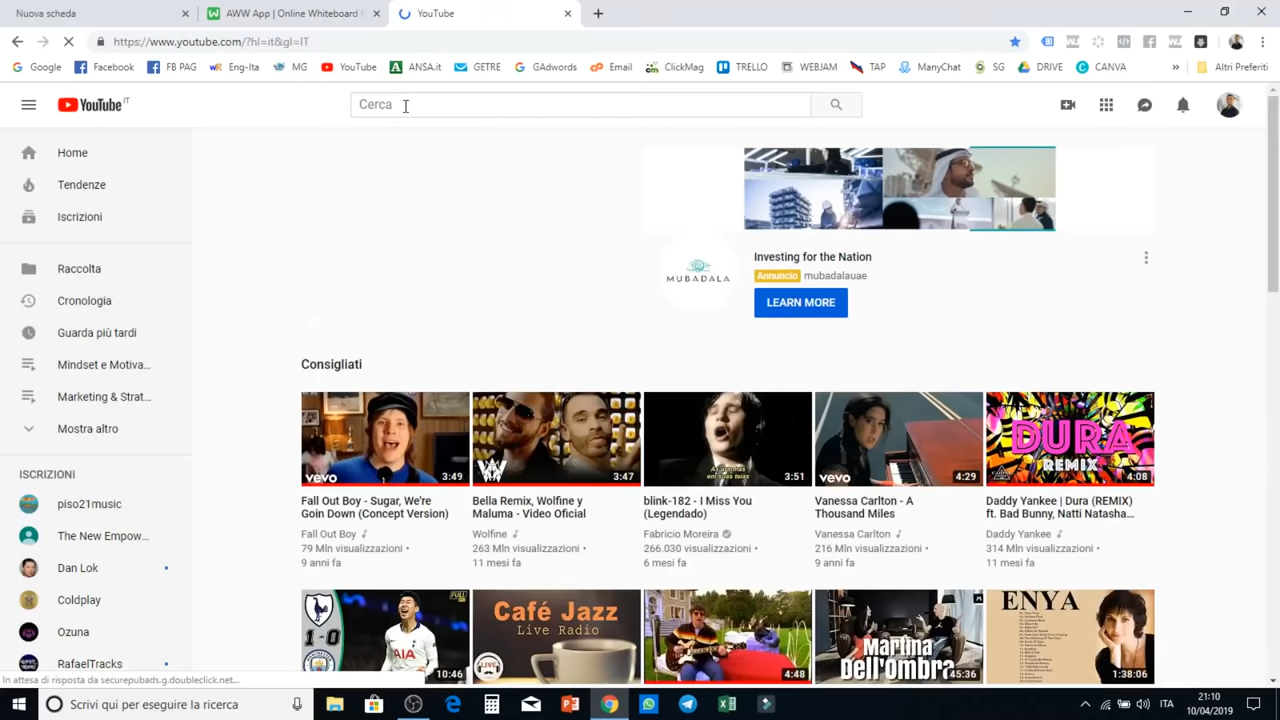 Nuova scheda
AWW App | Online Whiteboard
YouTube
https://www.youtube.com/?hl=it&gl=IT
Google
Facebook
FB PAG
Eng-Ita
MG
YouTube
ANSA.it
GETRE
GAdwords
Email
ClickMag
TRELLO
WEBJAM
TAP
ManyChat
SG
DRIVE
CANVA
»
Altri Preferiti
YouTube IT
Cerca
Home
Tendenze
Iscrizioni
Raccolta
Cronologia
Guarda più tardi
Mindset e Motiva...
Marketing & Strat...
Mostra altro
ISCRIZIONI
piso21music
The New Empow...
Dan Lok
Coldplay
Ozuna
RafaelTracks
MUBADALA
Investing for the Nation
Annuncio mubadalauae
LEARN MORE
Consigliati
vevo
3:49
Fall Out Boy - Sugar, We're
Goin Down (Concept Version)
Fall Out Boy
79 Mln visualizzazioni •
9 anni fa
W
3:47
Bella Remix, Wolfine y
Maluma - Video Oficial
Wolfine
263 Mln visualizzazioni •
11 mesi fa
3:51
blink-182 - I Miss You
(Legendado)
Fabricio Moreira
266.030 visualizzazioni •
6 mesi fa
vevo
4:29
Vanessa Carlton - A
Thousand Miles
Vanessa Carlton
216 Mln visualizzazioni •
9 anni fa
DURA
REMIX
4:08
Daddy Yankee | Dura (REMIX)
ft. Bad Bunny, Natti Natasha...
Daddy Yankee
314 Mln visualizzazioni •
11 mesi fa
AIA
10:46
Café Jazz
Live Radio
LIVE
4:48
Martina
Dell'Ombra
45:36
ENYA
1:38:06
In attesa di risposta da securepubads.g.doubleclick.net...
Scrivi qui per eseguire la ricerca
ITA
21:10
10/04/2019